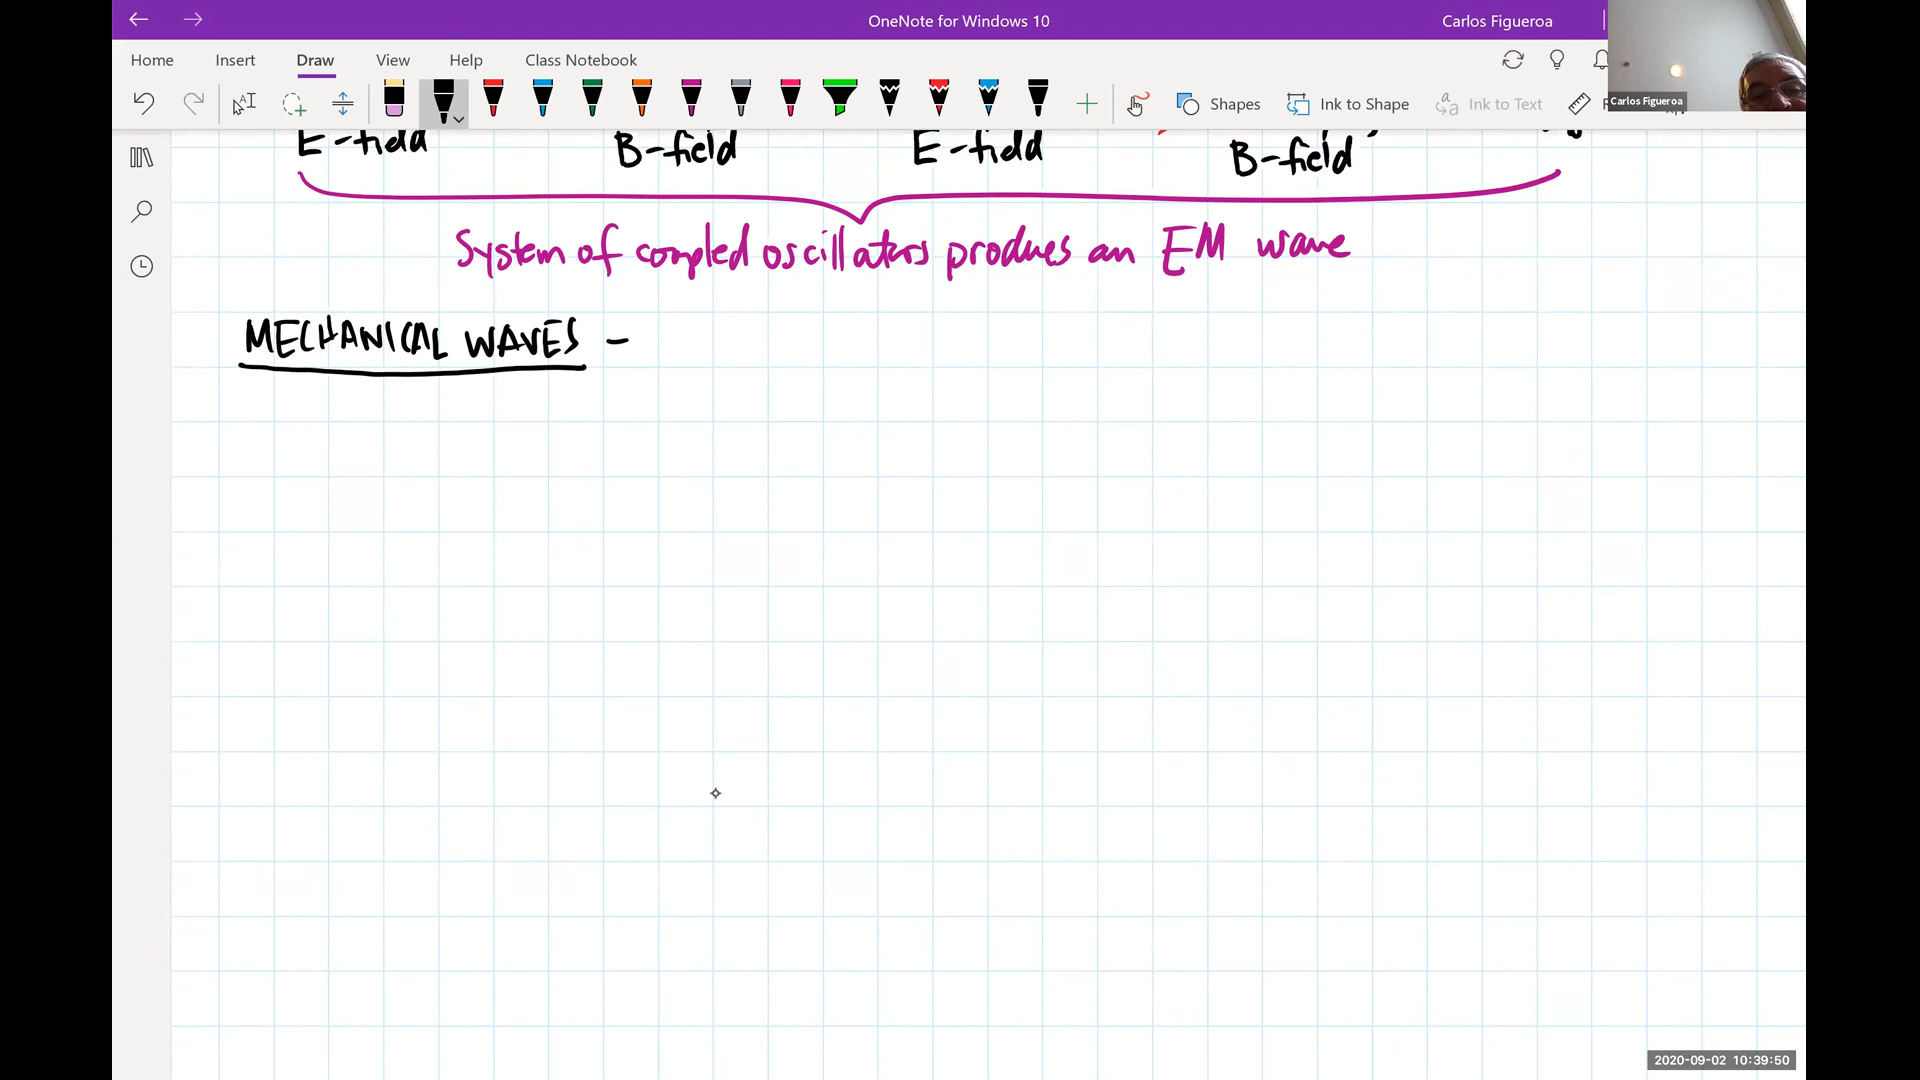 OneNote for Windows 10
Carlos Figueroa
Home Insert Draw View Help Class Notebook
Shapes Ink to Shape Ink to Text
Carlos Figueroa
E-field B-field E-field B-field
System of coupled oscillators produces an EM wave
MECHANICAL WAVES -
2020-09-02 10:39:50